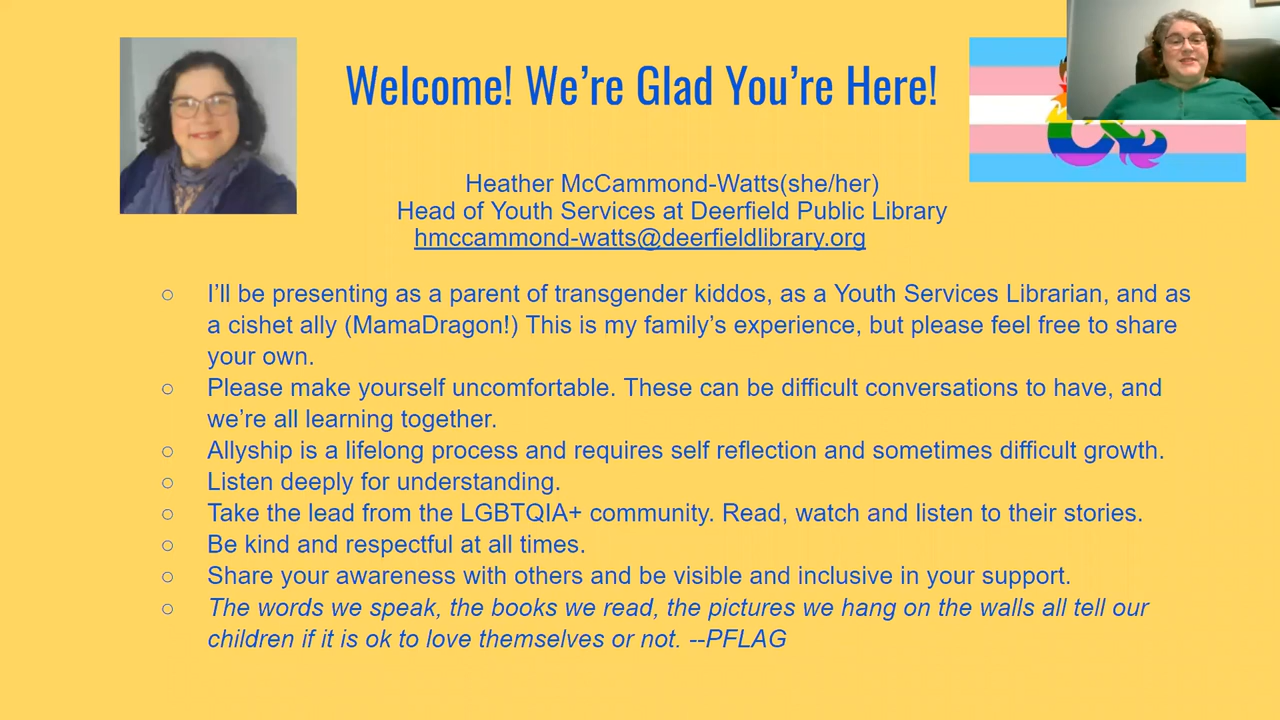 Welcome! We're Glad You're Here!
Heather McCammond-Watts(she/her)
Head of Youth Services at Deerfield Public Library
hmccammond-watts@deerfieldlibrary.org
○ I'll be presenting as a parent of transgender kiddos, as a Youth Services Librarian, and as
a cishet ally (MamaDragon!) This is my family's experience, but please feel free to share
your own.
○ Please make yourself uncomfortable. These can be difficult conversations to have, and
we're all learning together.
○ Allyship is a lifelong process and requires self reflection and sometimes difficult growth.
○ Listen deeply for understanding.
○ Take the lead from the LGBTQIA+ community. Read, watch and listen to their stories.
○ Be kind and respectful at all times.
○ Share your awareness with others and be visible and inclusive in your support.
○ The words we speak, the books we read, the pictures we hang on the walls all tell our
children if it is ok to love themselves or not. --PFLAG